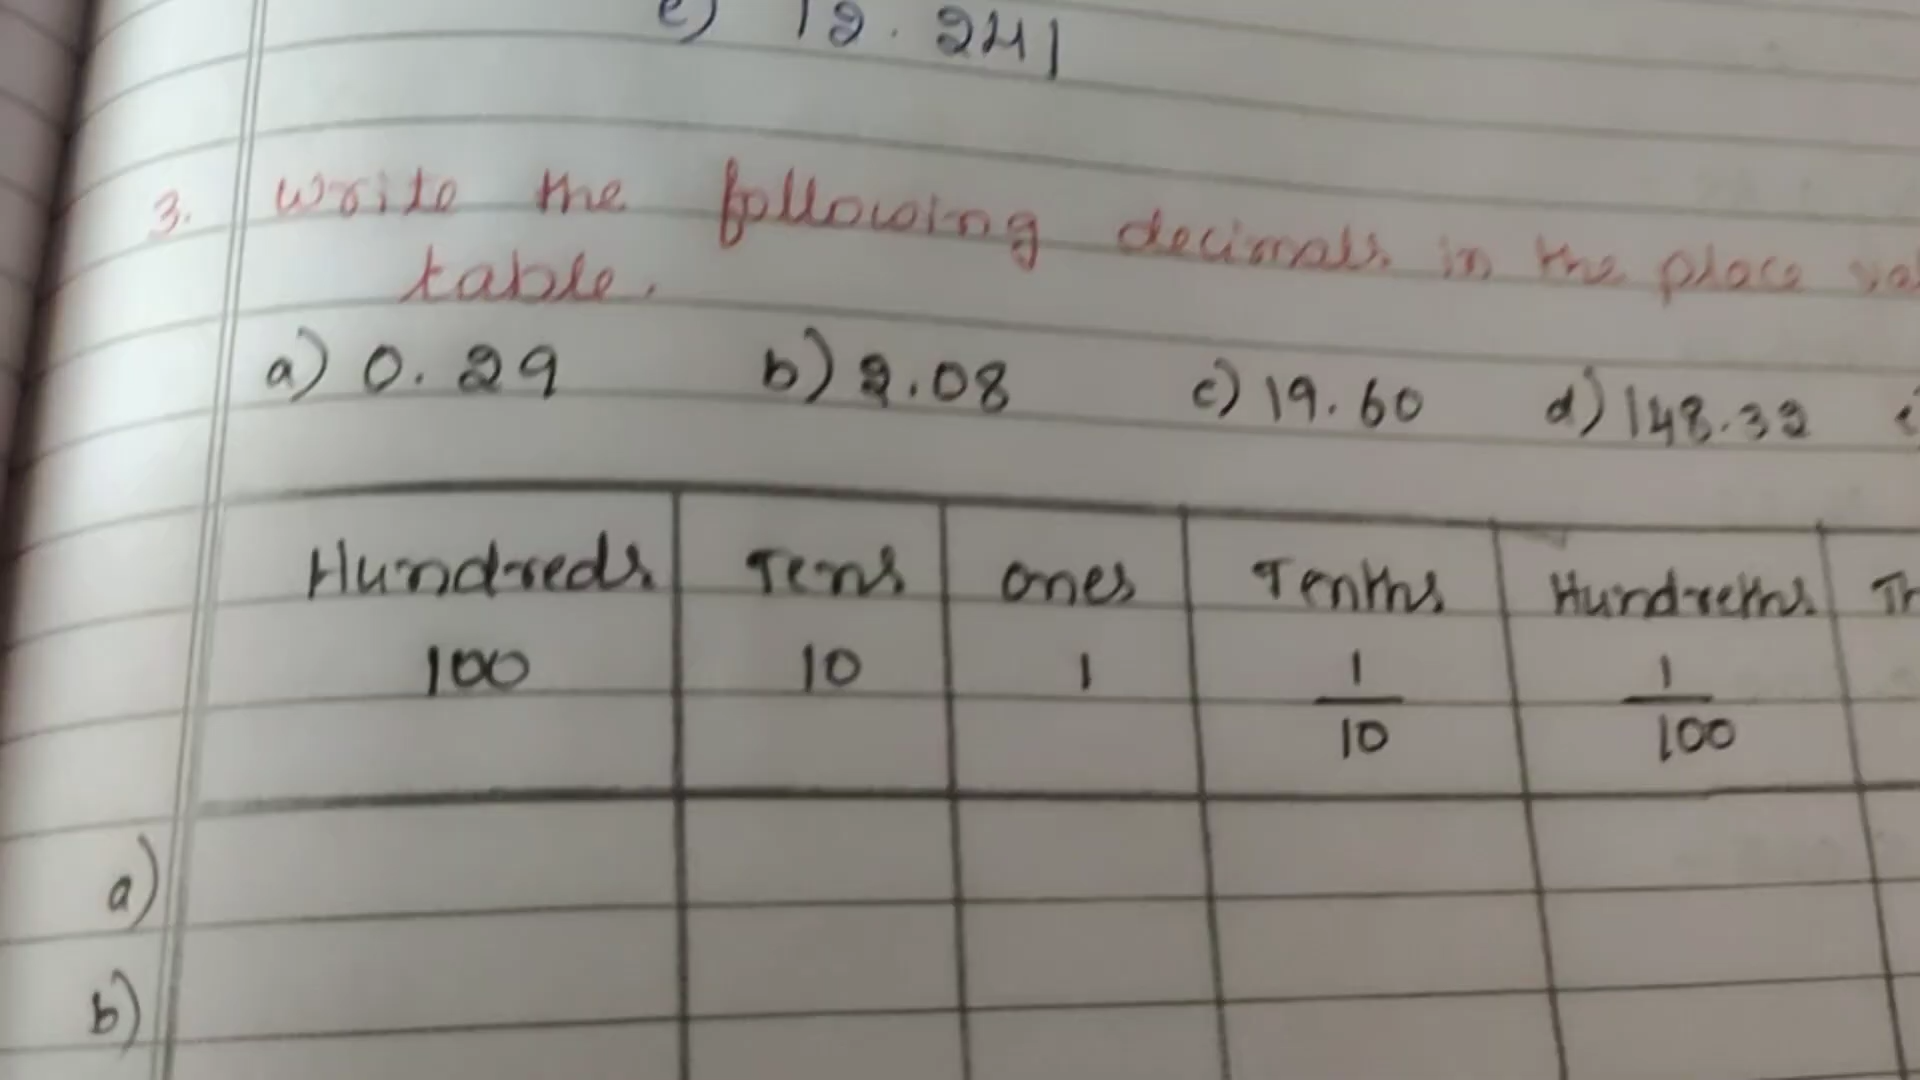 e) 12.241
3. Write the following decimals in the place
table.
a) 0.29 b) 2.08 c) 19.60 d) 148.32
Hundreds Tens Ones Tenths Hundreths
100 10 1 1/10 1/100
a)
b)